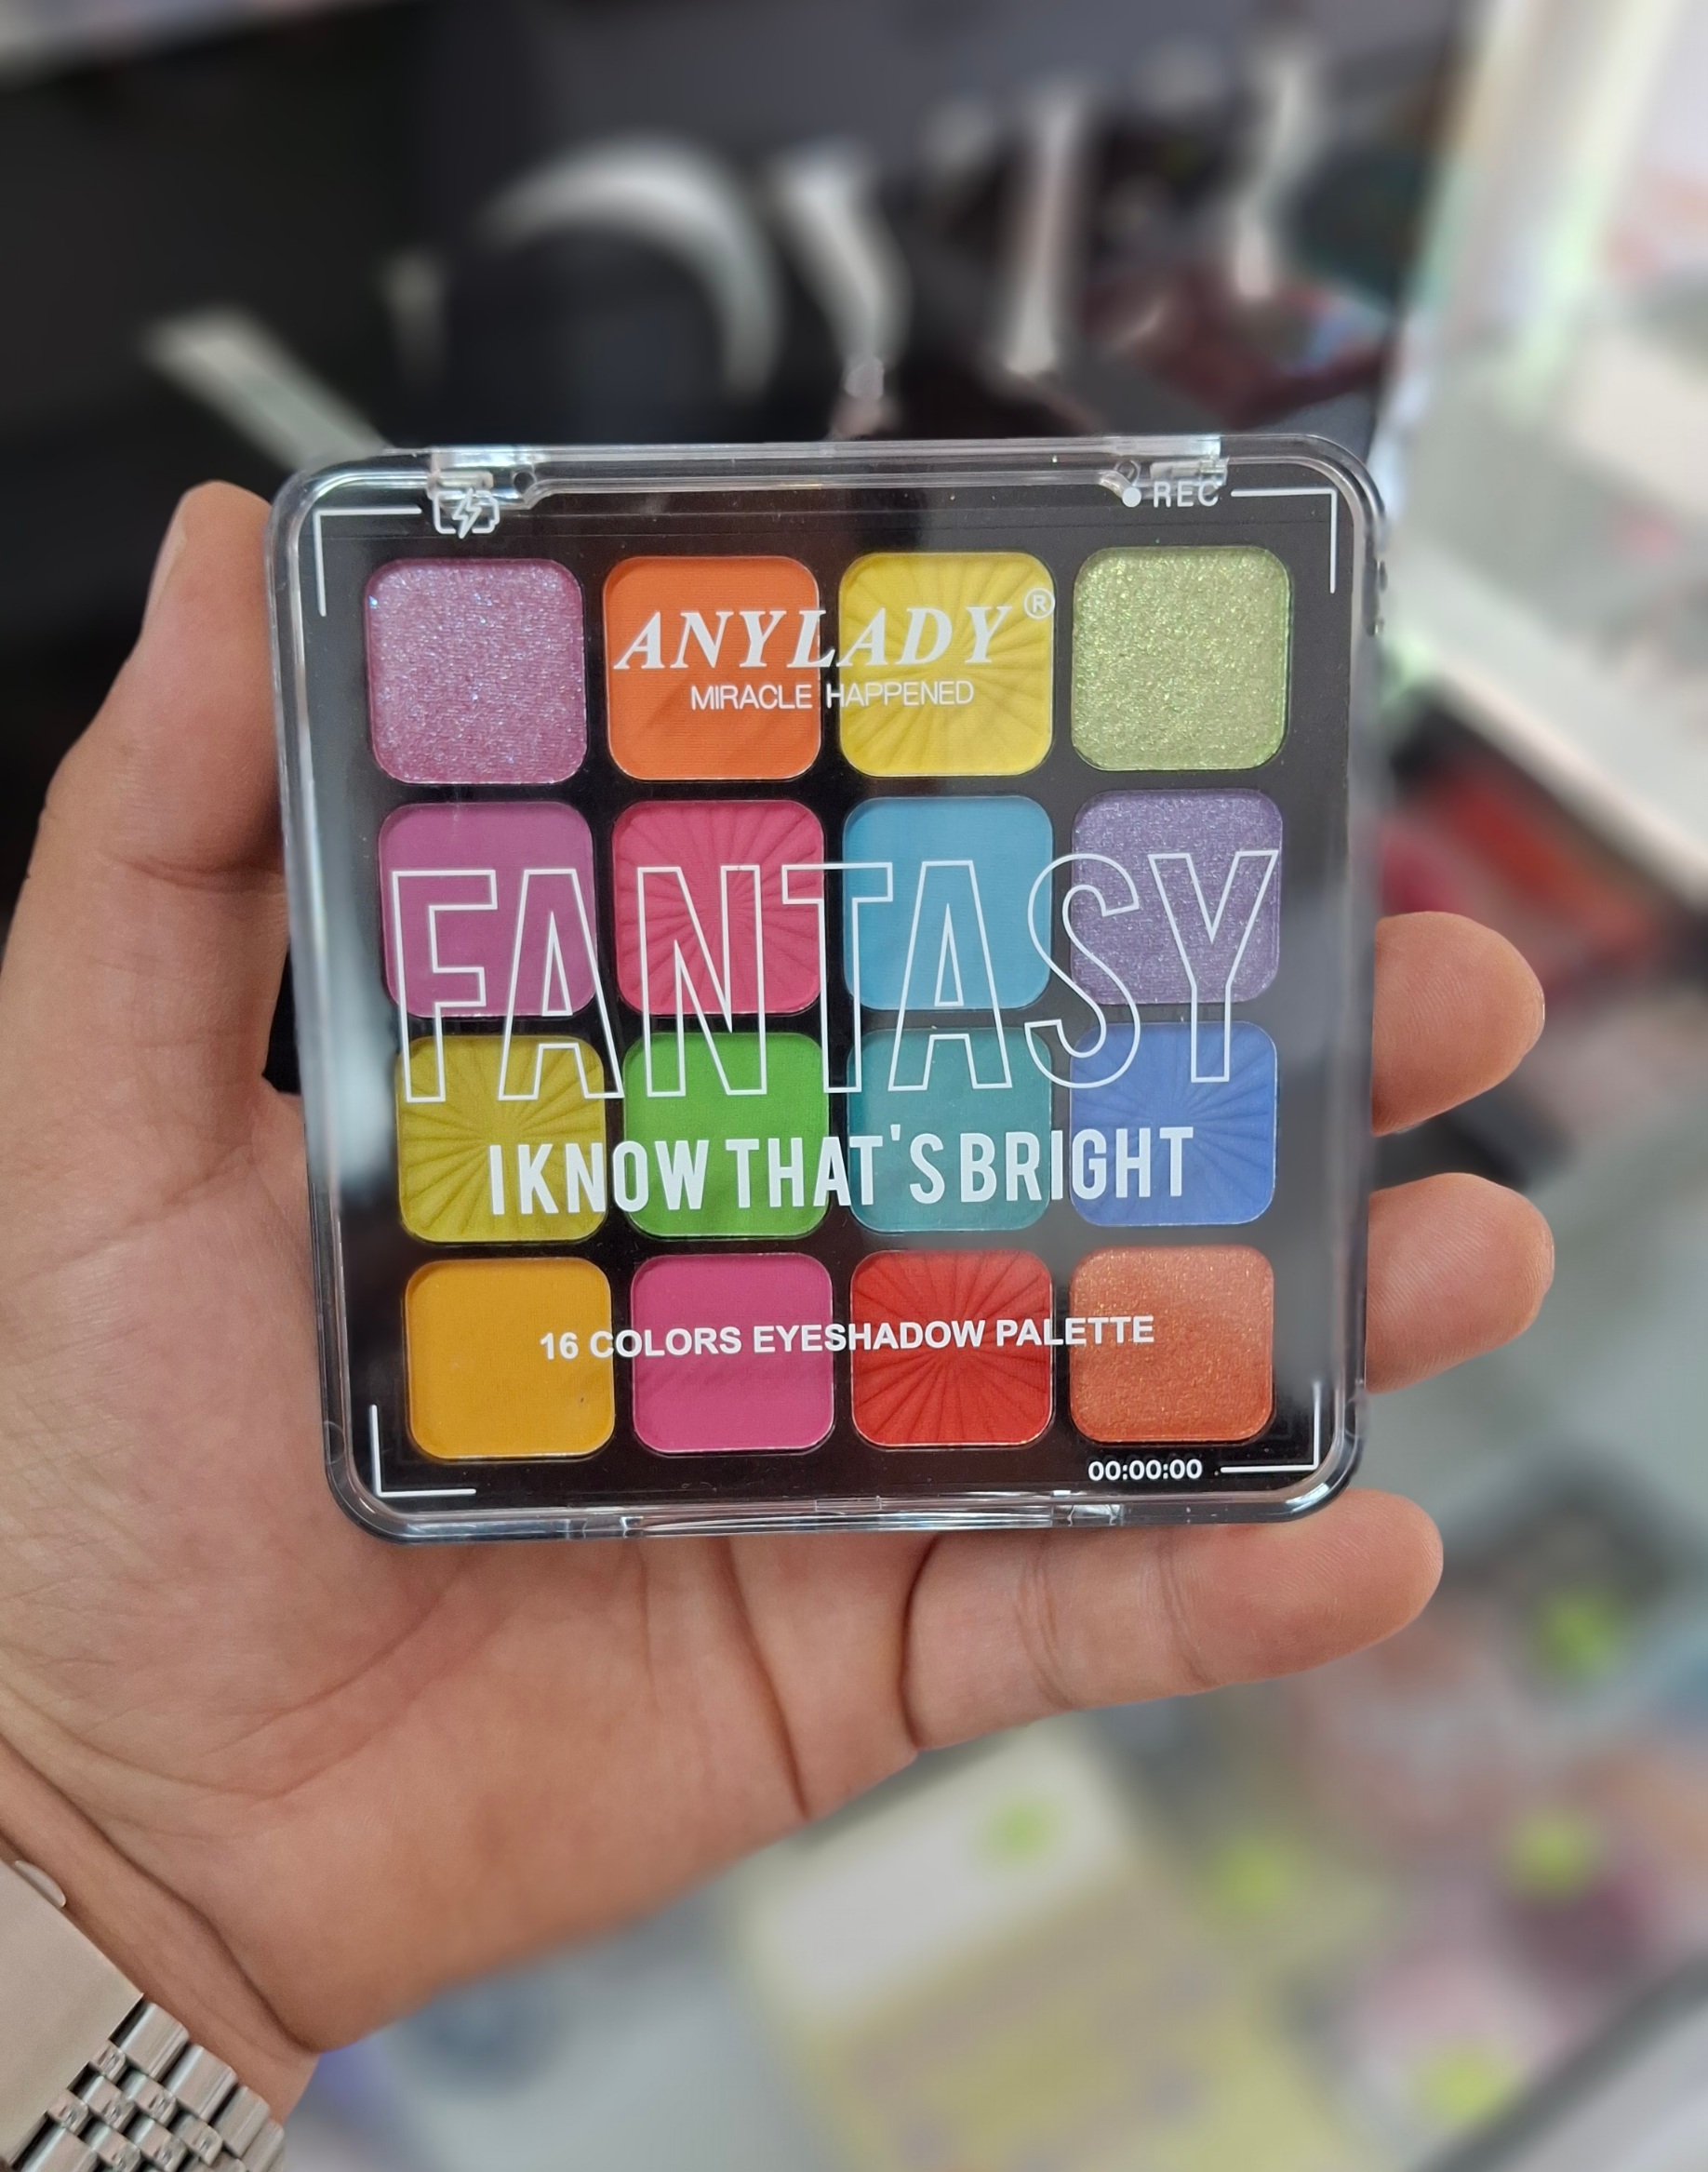 REC
ANYLADY®
MIRACLE HAPPENED
FANTASY
I KNOW THAT'S BRIGHT
16 COLORS EYESHADOW PALETTE
00:00:00